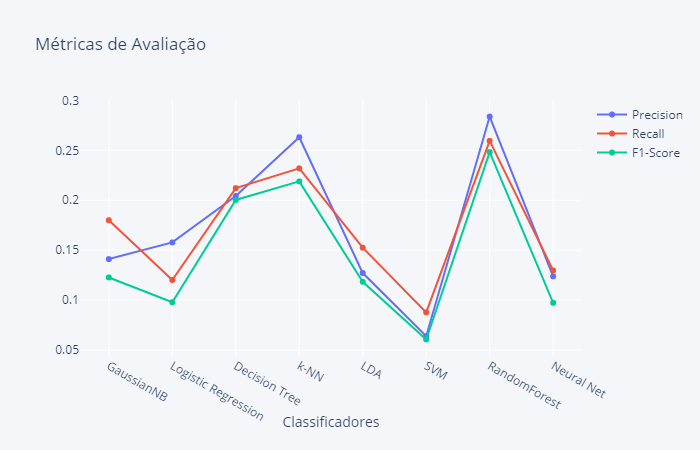 Métricas de Avaliação
0.3
0.25
0.2
0.15
0.1
0.05
GaussianNB
Logistic Regression
Decision Tree
k-NN
LDA
SVM
RandomForest
Neural Net
Classificadores
Precision
Recall
F1-Score